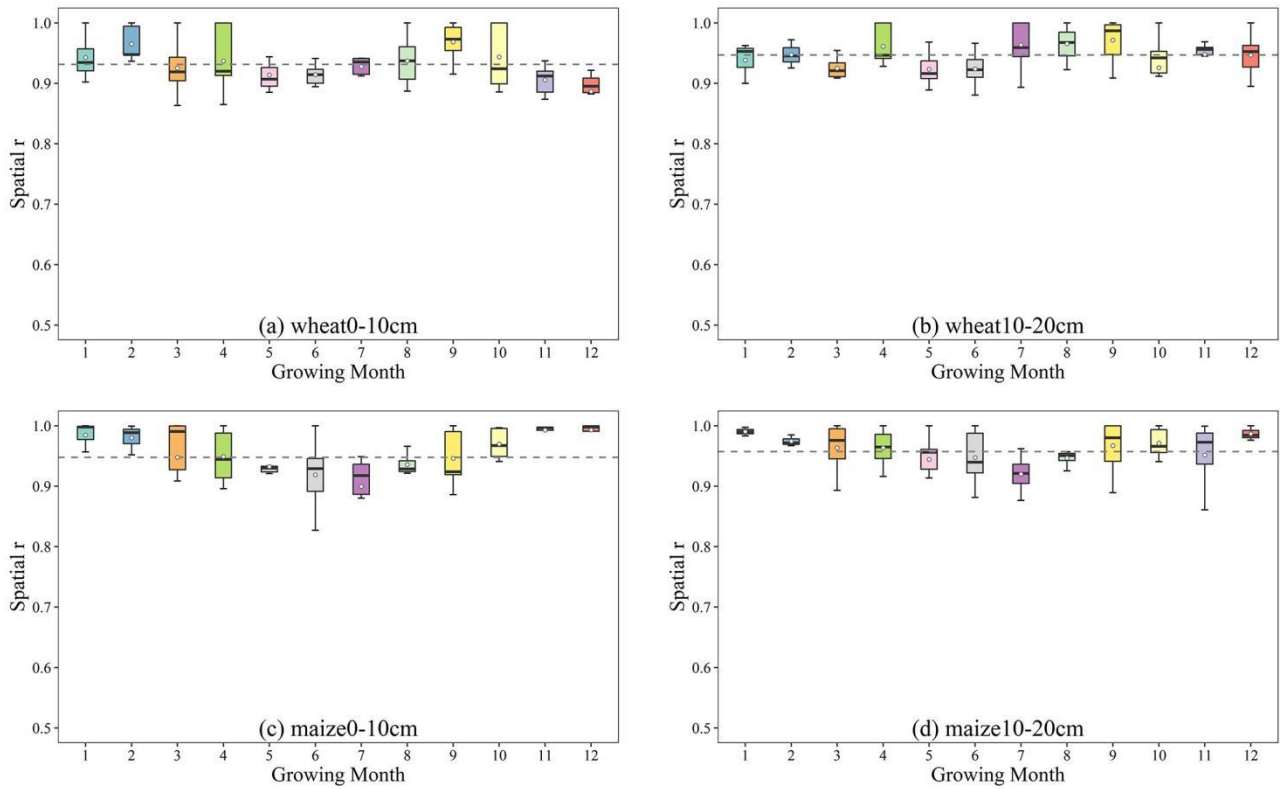 1.0
0.9
0.8
0.7
0.6
0.5
Spatial r
(a) wheat0-10cm
1 2 3 4 5 6 7 8 9 10 11 12
Growing Month
1.0
0.9
0.8
0.7
0.6
0.5
Spatial r
(b) wheat10-20cm
1 2 3 4 5 6 7 8 9 10 11 12
Growing Month
1.0
0.9
0.8
0.7
0.6
0.5
Spatial r
(c) maize0-10cm
1 2 3 4 5 6 7 8 9 10 11 12
Growing Month
1.0
0.9
0.8
0.7
0.6
0.5
Spatial r
(d) maize10-20cm
1 2 3 4 5 6 7 8 9 10 11 12
Growing Month